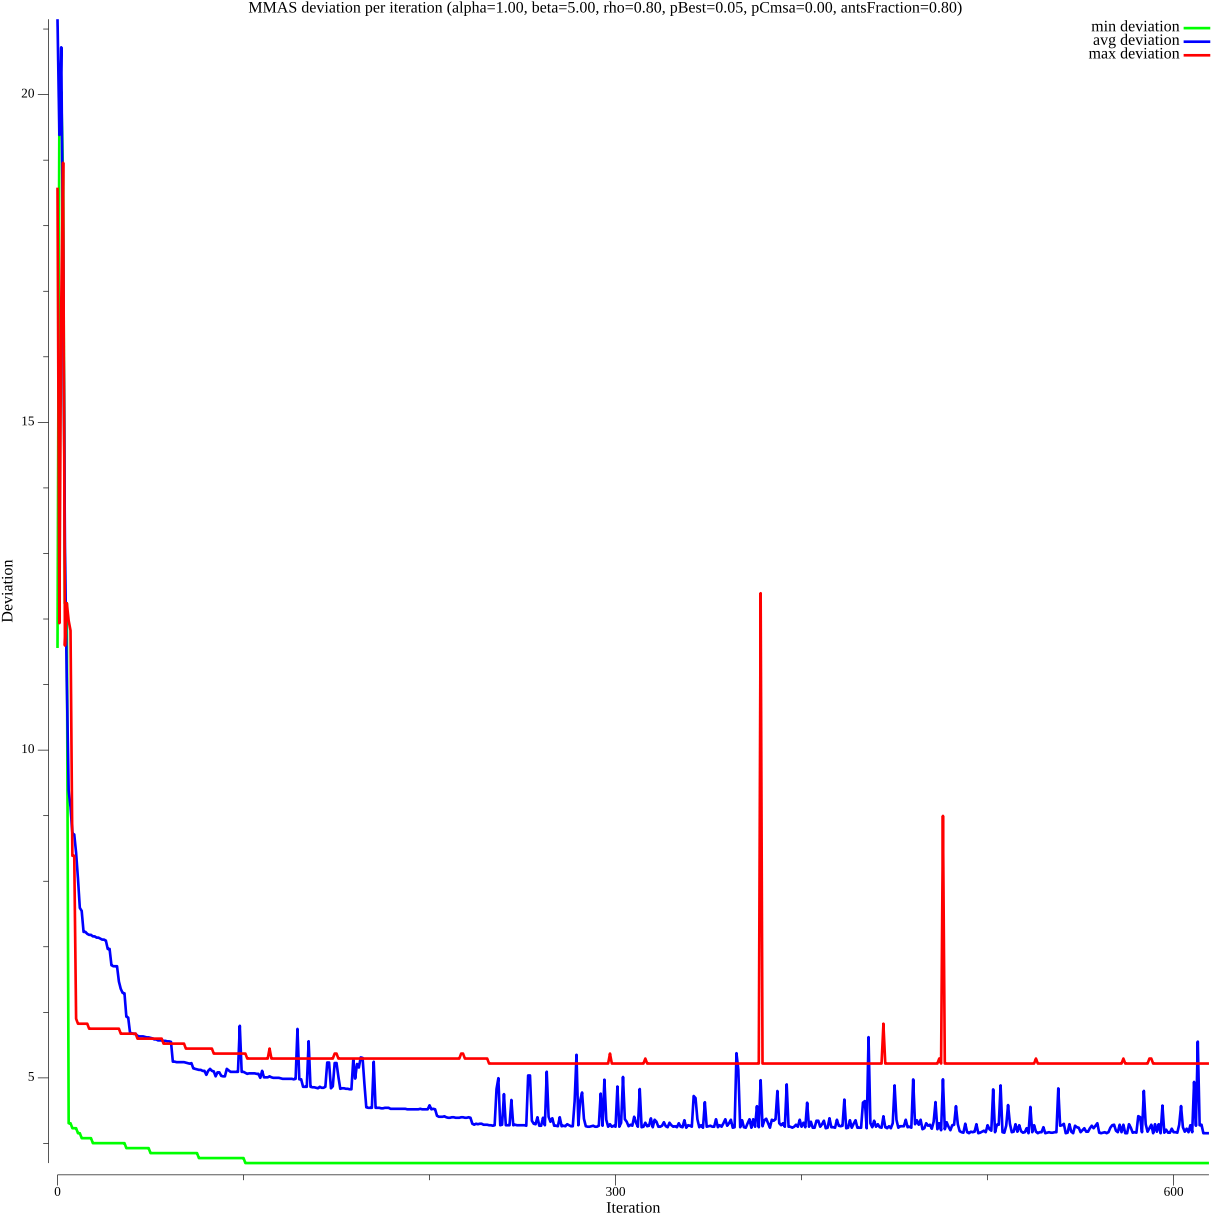 MMAS deviation per iteration (alpha=1.00, beta=5.00, rho=0.80, pBest=0.05, pCmsa=0.00, antsFraction=0.80)
min deviation
avg deviation
max deviation
20
15
10
5
Deviation
0
300
600
Iteration